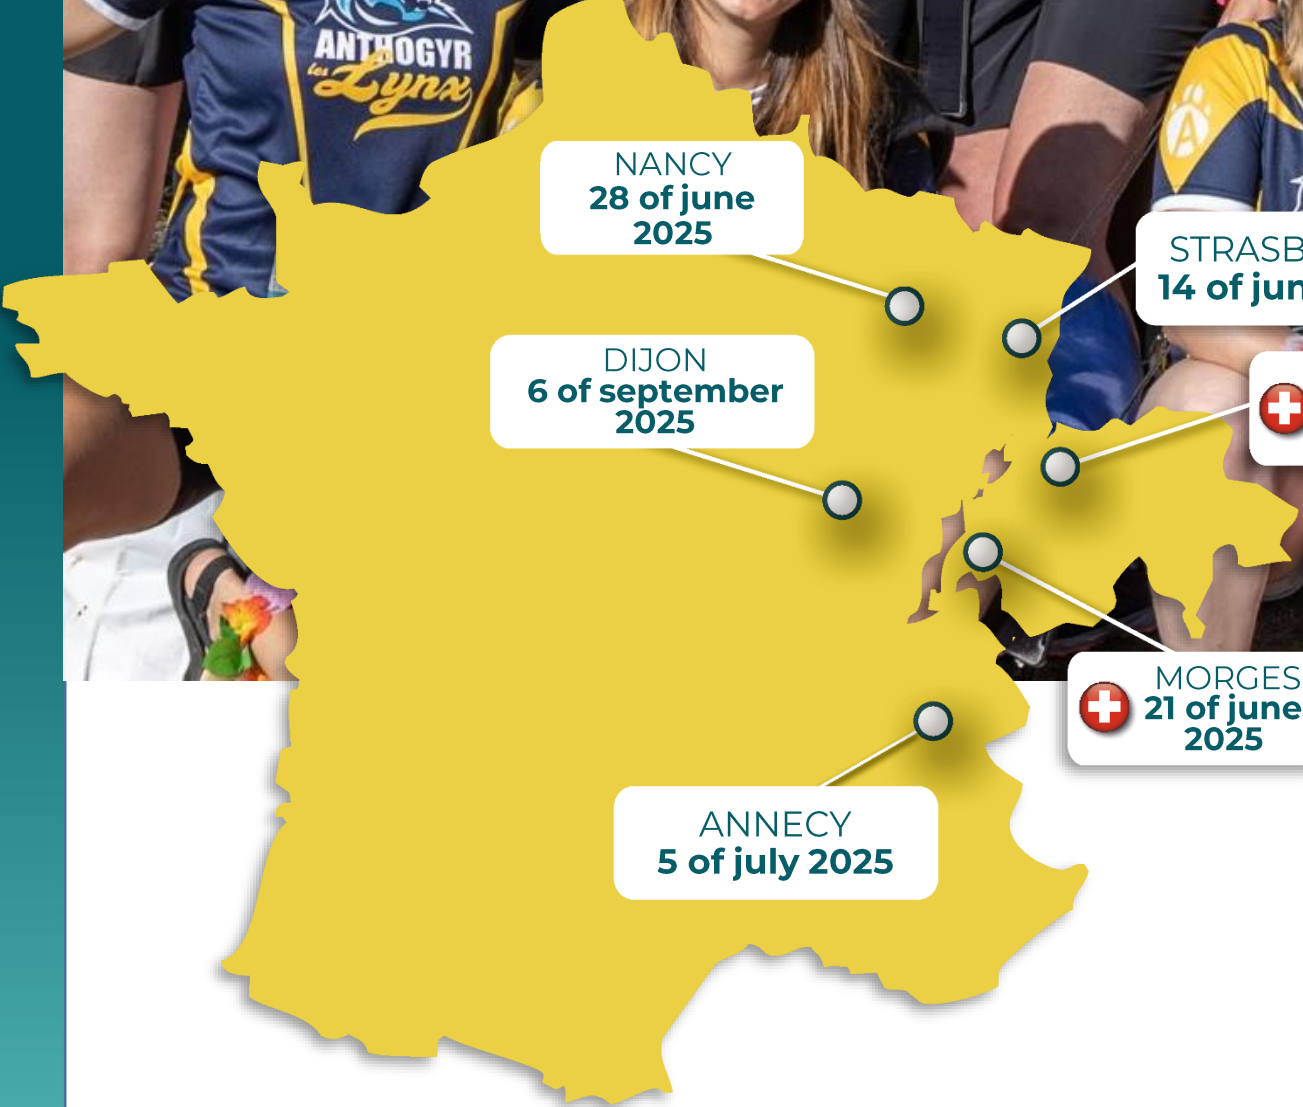 ANTHOGYR
les Lynx
A
NANCY
28 of june
2025
STRASB
14 of jun
DIJON
6 of september
2025
MORGES
21 of june
2025
ANNECY
5 of july 2025